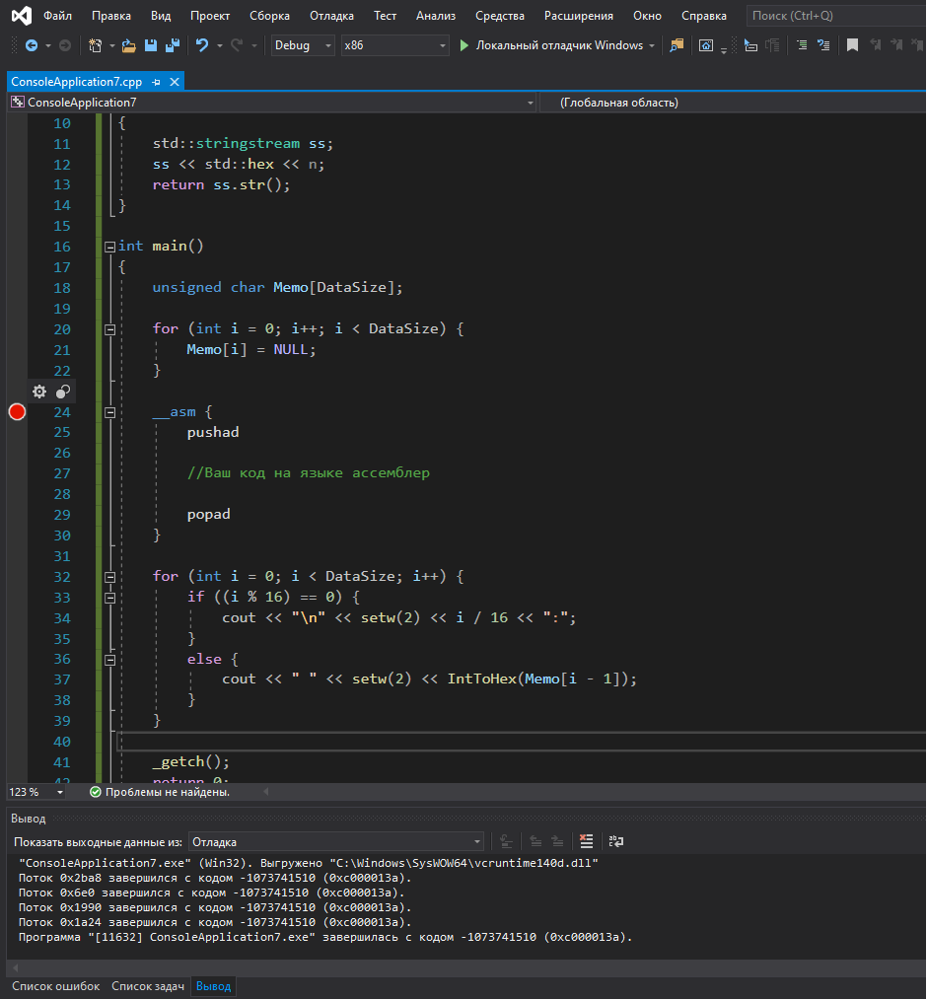 Файл Правка Вид Проект Сборка Отладка Тест Анализ Средства Расширения Окно Справка Поиск (Ctrl+Q)
Debug x86 Локальный отладчик Windows
ConsoleApplication7.cpp
ConsoleApplication7 (Глобальная область)
10 {
11 std::stringstream ss;
12 ss << std::hex << n;
13 return ss.str();
14 }
15
16 int main()
17 {
18 unsigned char Memo[DataSize];
19
20 for (int i = 0; i++; i < DataSize) {
21 Memo[i] = NULL;
22 }
24 __asm {
25 pushad
26
27 //Ваш код на языке ассемблер
28
29 popad
30 }
31
32 for (int i = 0; i < DataSize; i++) {
33 if ((i % 16) == 0) {
34 cout << "\n" << setw(2) << i / 16 << ":";
35 }
36 else {
37 cout << " " << setw(2) << IntToHex(Memo[i - 1]);
38 }
39 }
40
41 _getch();
42 return 0;
123 % Проблемы не найдены.
Вывод
Показать выходные данные из: Отладка
"ConsoleApplication7.exe" (Win32). Выгружено "C:\Windows\SysWOW64\vcruntime140d.dll"
Поток 0x2ba8 завершился с кодом -1073741510 (0xc000013a).
Поток 0x6e0 завершился с кодом -1073741510 (0xc000013a).
Поток 0x1990 завершился с кодом -1073741510 (0xc000013a).
Поток 0x1a24 завершился с кодом -1073741510 (0xc000013a).
Программа "[11632] ConsoleApplication7.exe" завершилась с кодом -1073741510 (0xc000013a).
Список ошибок Список задач Вывод